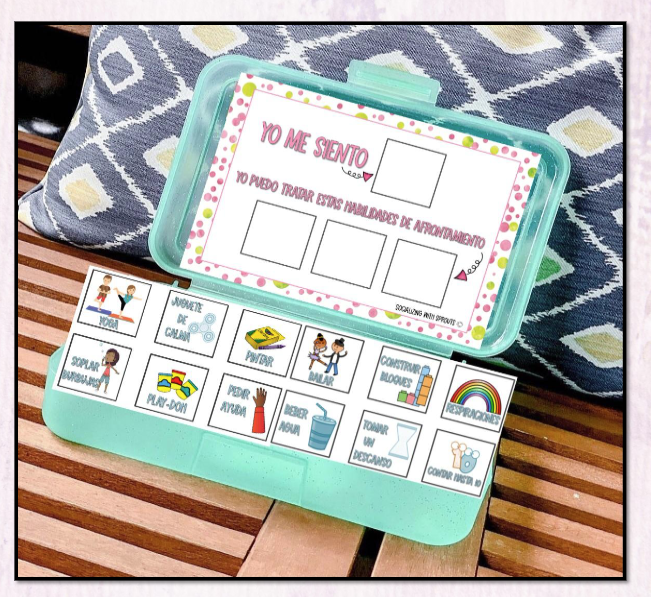 YO ME SIENTO
YO PUEDO TRATAR ESTAS HABILIDADES DE AFRONTAMIENTO
SOCIALIZING WITH SPROUTS ©
YOGA
JUGUETE
DE
CALMA
PINTAR
BAILAR
CONSTRUIR
BLOQUES
RESPIRACIONES
SOPLAR
BURBUJAS
PLAY-DOH
PEDIR
AYUDA
BEBER
AGUA
TOMAR
UN
DESCANSO
CONTAR HASTA 10